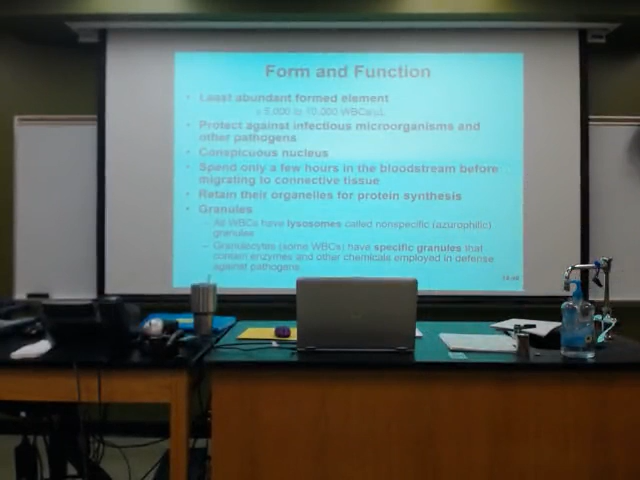 Form and Function
• Least abundant formed element
5,000 to 10,000 WBCs/µL
• Protect against infectious microorganisms and
other pathogens
• Conspicuous nucleus
• Spend only a few hours in the bloodstream before
migrating to connective tissue
• Retain their organelles for protein synthesis
• Granules
– All WBCs have lysosomes called nonspecific (azurophilic)
granules
– Granulocytes (some WBCs) have specific granules that
contain enzymes and other chemicals employed in defense
against pathogens